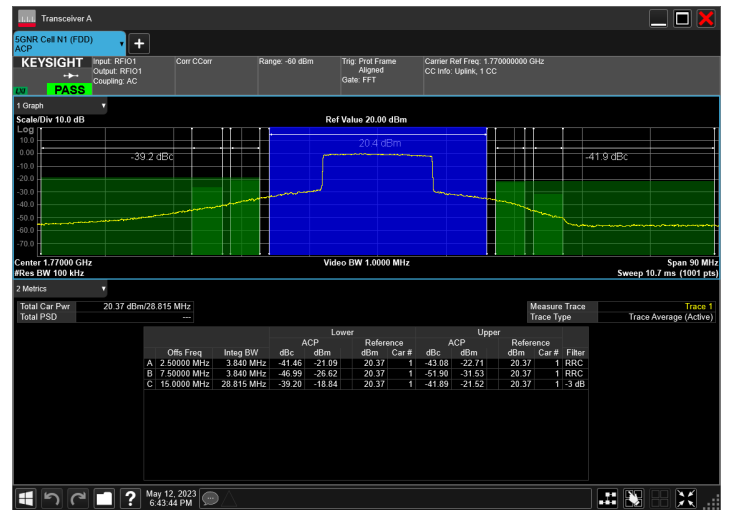 Transceiver A
5GNR Cell N1 (FDD)
ACP
KEYSIGHT
LXI
PASS
Input: RFIO1
Output: RFIO1
Coupling: AC
Corr CCorr
Range: -60 dBm
Trig: Prot Frame
Aligned
Gate: FFT
Carrier Ref Freq: 1.770000000 GHz
CC Info: Uplink, 1 CC
1 Graph
Scale/Div 10.0 dB
Ref Value 20.00 dBm
Log
10.0
0.00
-10.0
-20.0
-30.0
-40.0
-50.0
-60.0
-70.0
-39.2 dBc
20.4 dBm
-41.9 dBc
Center 1.77000 GHz
Video BW 1.0000 MHz
Span 90 MHz
#Res BW 100 kHz
Sweep 10.7 ms (1001 pts)
2 Metrics
Total Car Pwr 20.37 dBm/28.815 MHz
Total PSD ---
Measure Trace Trace 1
Trace Type Trace Average (Active)
Lower Upper
ACP Reference ACP Reference
Offs Freq Integ BW dBc dBm dBm Car # dBc dBm dBm Car # Filter
A 2.50000 MHz 3.840 MHz -41.46 -21.09 20.37 1 -43.08 -22.71 20.37 1 RRC
B 7.50000 MHz 3.840 MHz -46.99 -26.62 20.37 1 -51.90 -31.53 20.37 1 RRC
C 15.0000 MHz 28.815 MHz -39.20 -18.84 20.37 1 -41.89 -21.52 20.37 1 -3 dB
May 12, 2023
6:43:44 PM